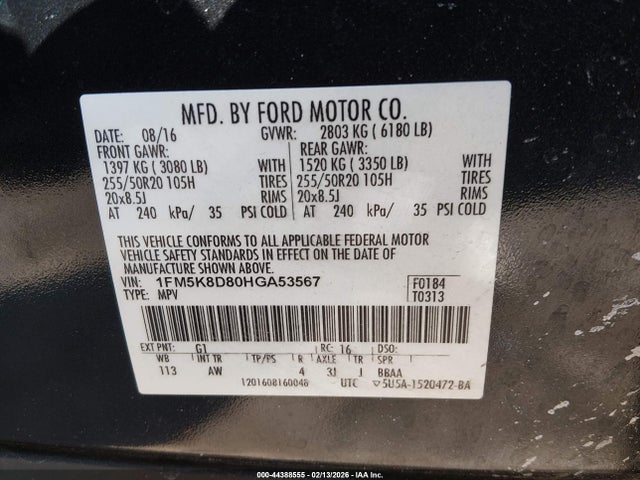 MFD. BY FORD MOTOR CO.
DATE: 08/16 GVWR: 2803 KG ( 6180 LB)
FRONT GAWR: REAR GAWR:
1397 KG ( 3080 LB) WITH 1520 KG ( 3350 LB) WITH
255/50R20 105H TIRES 255/50R20 105H TIRES
20x8.5J RIMS 20x8.5J RIMS
AT 240 kPa/ 35 PSI COLD AT 240 kPa/ 35 PSI COLD
THIS VEHICLE CONFORMS TO ALL APPLICABLE FEDERAL MOTOR
VEHICLE SAFETY STANDARDS IN EFFECT ON THE DATE OF
MANUFACTURE SHOWN ABOVE.
VIN: 1FM5K8D80HGA53567 F0184
TYPE: MPV T0313
EXT PNT: G1 RC: 16 DSO:
WB INT TR TP/PS R AXLE TR SPR
113 AW 4 3J J BBAA
1201608160048 UTC ▽5U5A-1520472-BA
000-44388555 - 02/13/2026 - COPYRIGHT IAA, Inc.